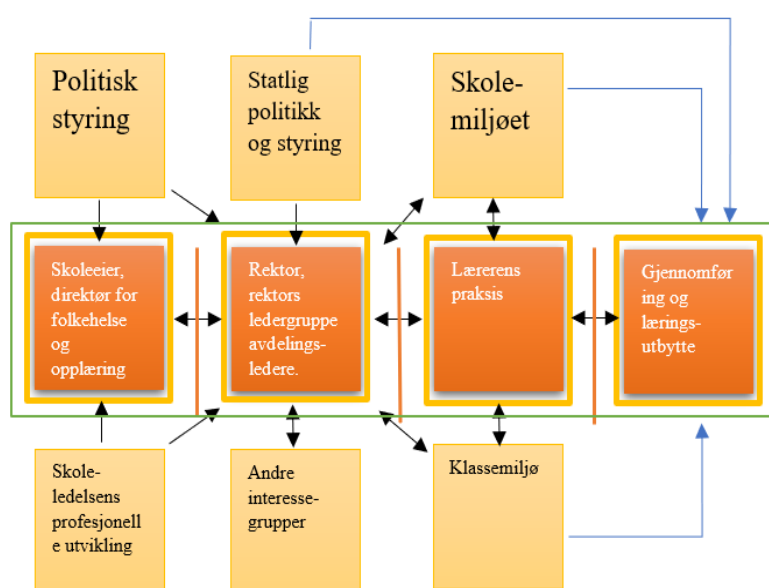 Politisk
styring
Statlig
politikk
og styring
Skole-
miljøet
Skoleeier,
direktør for
folkehelse
og
opplæring
Rektor,
rektors
ledergruppe
avdelings-
ledere.
Lærerens
praksis
Gjennomfør
ing og
lærings-
utbytte
Skole-
ledelsens
profesjonell
e utvikling
Andre
interesse-
grupper
Klassemiljø